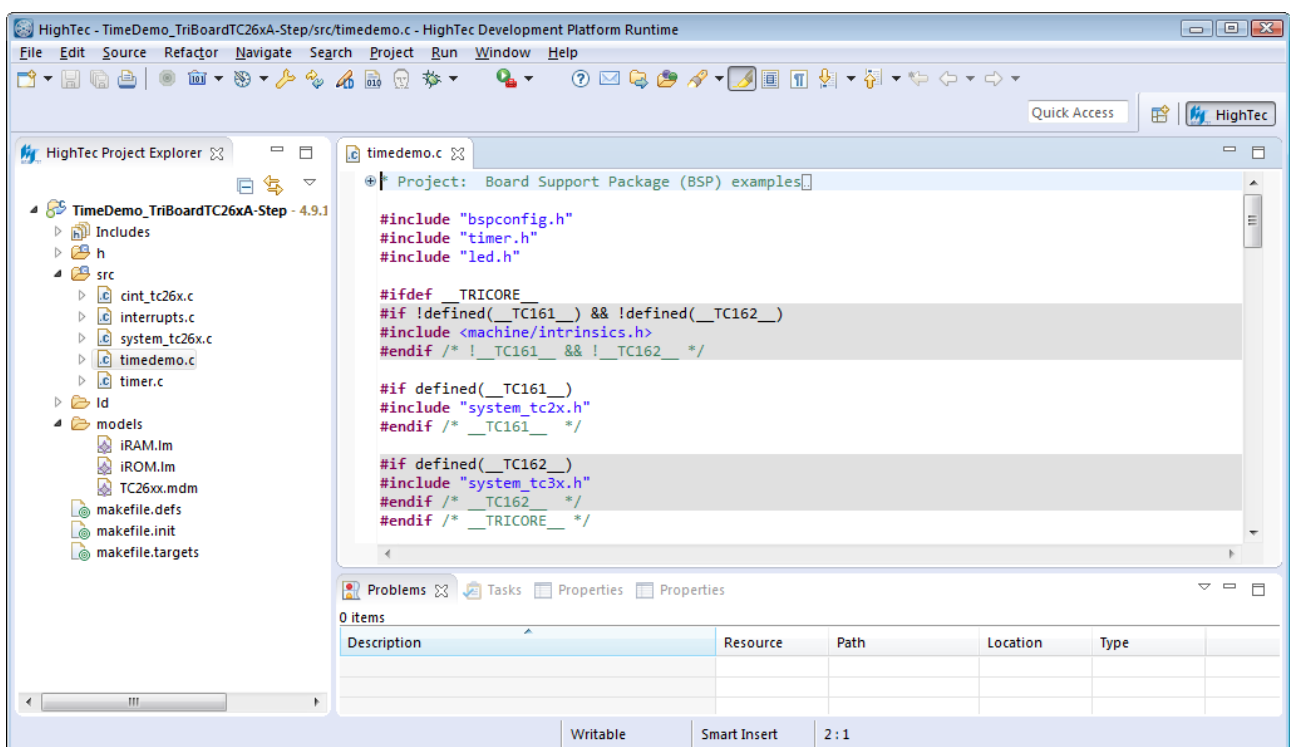 HighTec - TimeDemo_TriBoardTC26xA-Step/src/timedemo.c - HighTec Development Platform Runtime
File Edit Source Refactor Navigate Search Project Run Window Help
Quick Access
HighTec
HighTec Project Explorer
TimeDemo_TriBoardTC26xA-Step - 4.9.1
Includes
h
src
cint_tc26x.c
interrupts.c
system_tc26x.c
timedemo.c
timer.c
ld
models
iRAM.lm
iROM.lm
TC26xx.mdm
makefile.defs
makefile.init
makefile.targets
timedemo.c
* Project:  Board Support Package (BSP) examples
#include "bspconfig.h"
#include "timer.h"
#include "led.h"
#ifdef __TRICORE__
#if !defined(__TC161__) && !defined(__TC162__)
#include <machine/intrinsics.h>
#endif /* !__TC161__ && !__TC162__ */
#if defined(__TC161__)
#include "system_tc2x.h"
#endif /* __TC161__  */
#if defined(__TC162__)
#include "system_tc3x.h"
#endif /* __TC162__  */
#endif /* __TRICORE__ */
Problems Tasks Properties Properties
0 items
Description Resource Path Location Type
Writable Smart Insert 2 : 1